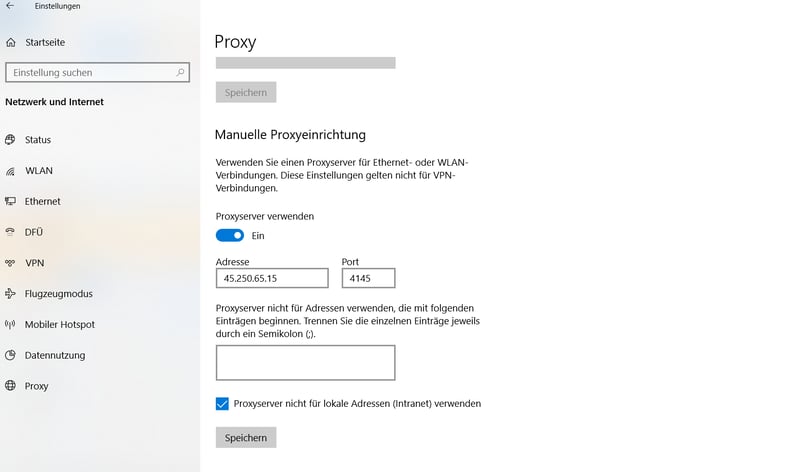 Einstellungen
Startseite
Einstellung suchen
Netzwerk und Internet
Status
WLAN
Ethernet
DFÜ
VPN
Flugzeugmodus
Mobiler Hotspot
Datennutzung
Proxy
Proxy
Speichern
Manuelle Proxyeinrichtung
Verwenden Sie einen Proxyserver für Ethernet- oder WLAN-
Verbindungen. Diese Einstellungen gelten nicht für VPN-
Verbindungen.
Proxyserver verwenden
Ein
Adresse Port
45.250.65.15 4145
Proxyserver nicht für Adressen verwenden, die mit folgenden
Einträgen beginnen. Trennen Sie die einzelnen Einträge jeweils
durch ein Semikolon (;).
Proxyserver nicht für lokale Adressen (Intranet) verwenden
Speichern